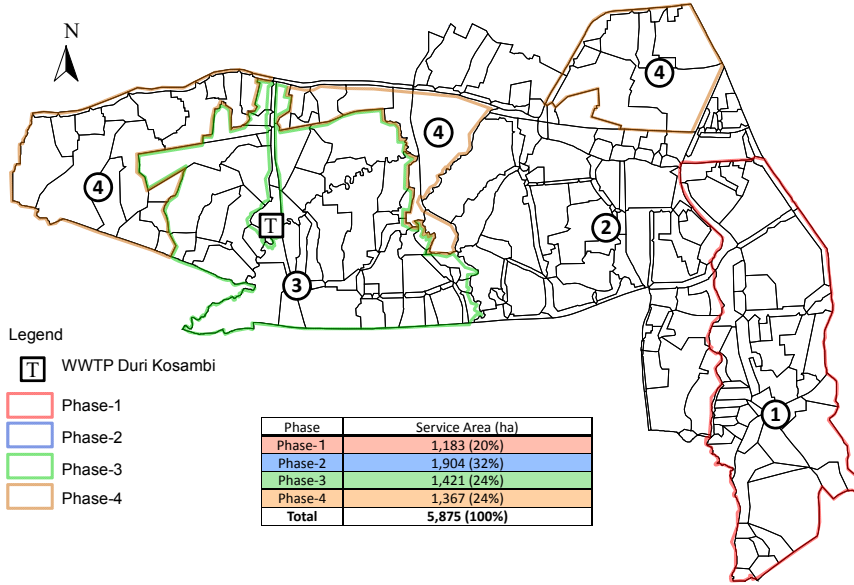 N
4
4
4
2
T
3
1
Legend
T WWTP Duri Kosambi
Phase-1
Phase-2
Phase-3
Phase-4
Phase Service Area (ha)
Phase-1 1,183 (20%)
Phase-2 1,904 (32%)
Phase-3 1,421 (24%)
Phase-4 1,367 (24%)
Total 5,875 (100%)